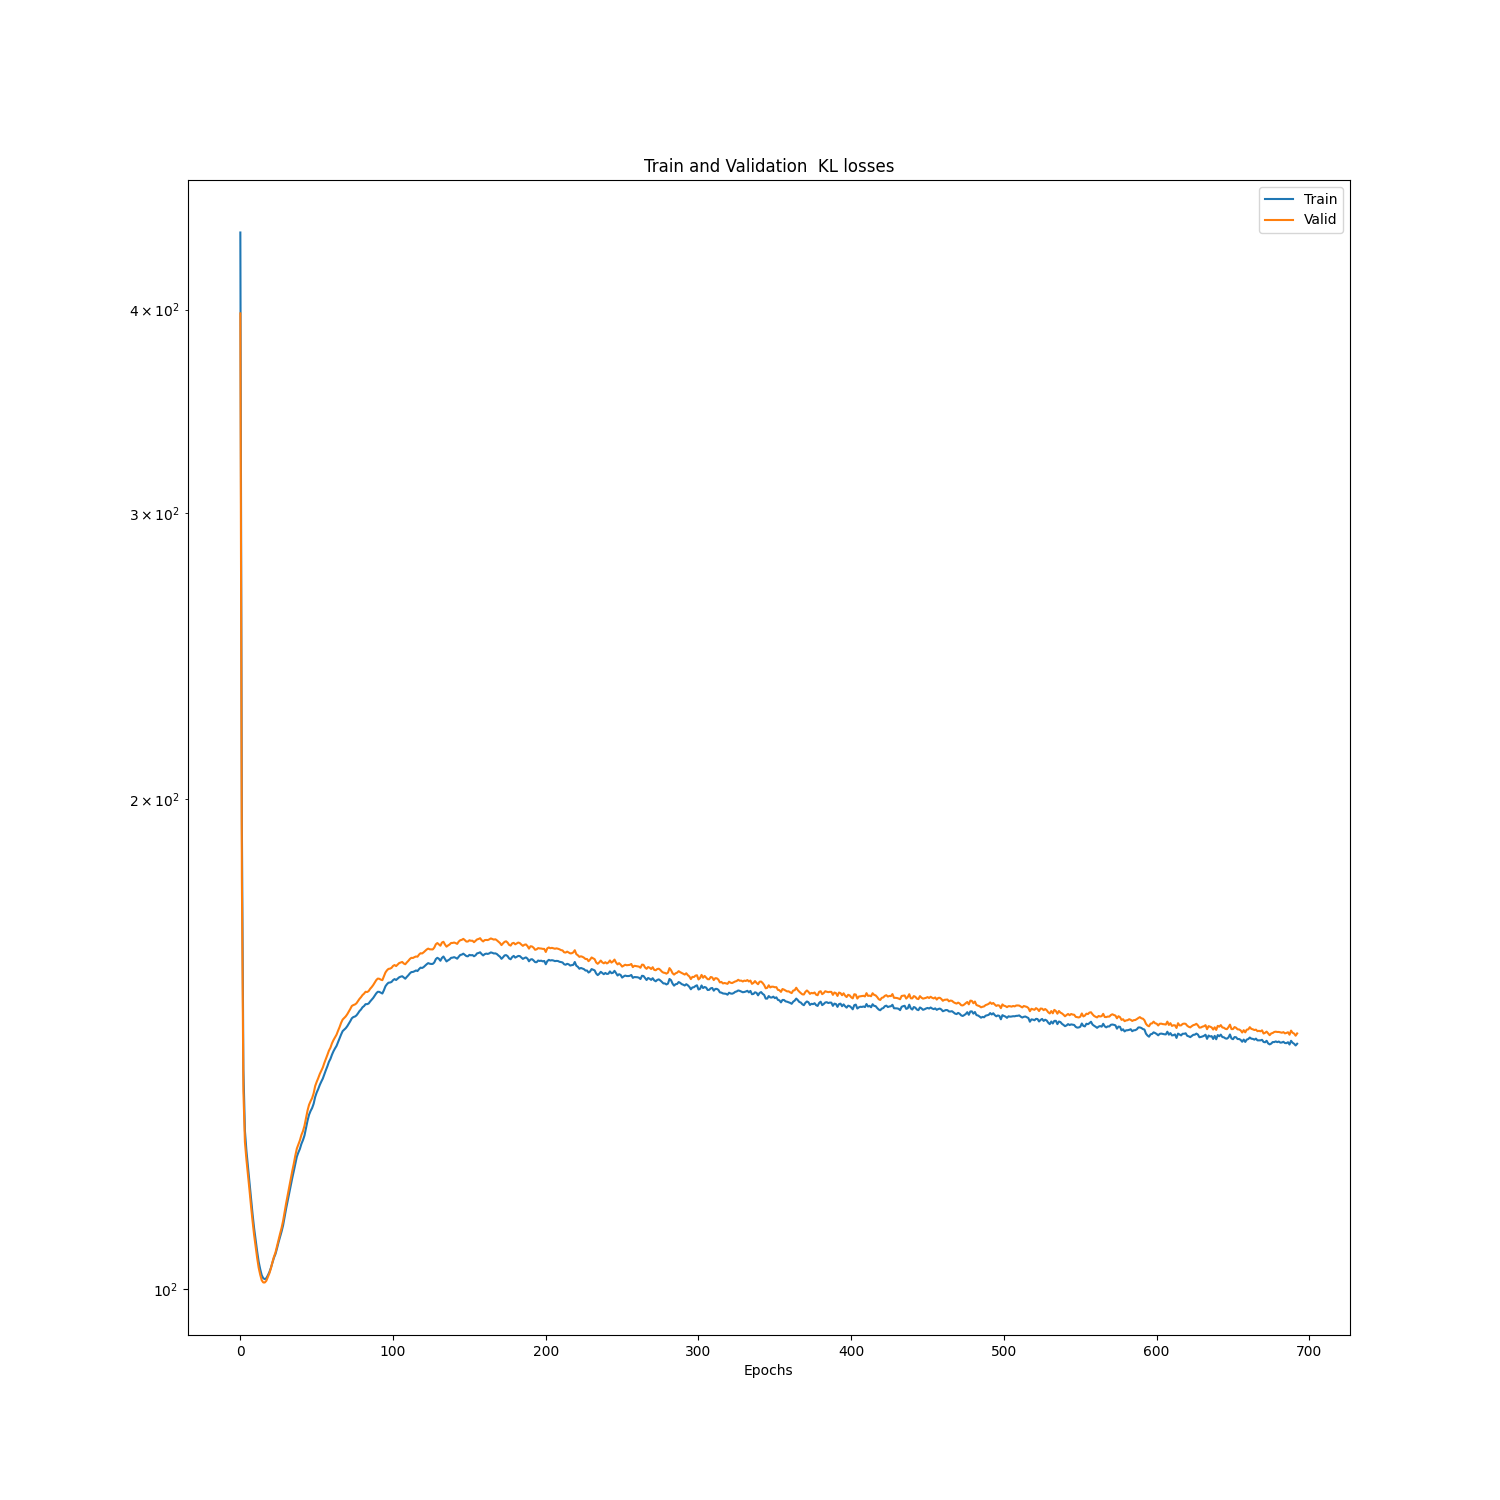 Train and Validation  KL losses
Train
Valid
4 × 10²
3 × 10²
2 × 10²
10²
0 100 200 300 400 500 600 700
Epochs